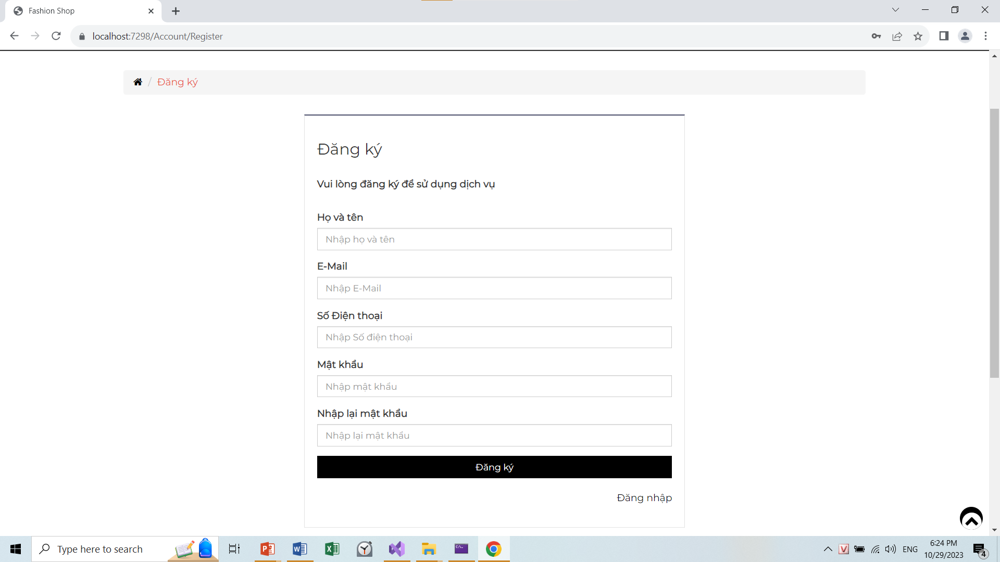 Fashion Shop
localhost:7298/Account/Register
/ Đăng ký
Đăng ký
Vui lòng đăng ký để sử dụng dịch vụ
Họ và tên
Nhập họ và tên
E-Mail
Nhập E-Mail
Số Điện thoại
Nhập Số điện thoại
Mật khẩu
Nhập mật khẩu
Nhập lại mật khẩu
Nhập lại mật khẩu
Đăng ký
Đăng nhập
Type here to search
ENG
6:24 PM
10/29/2023
4